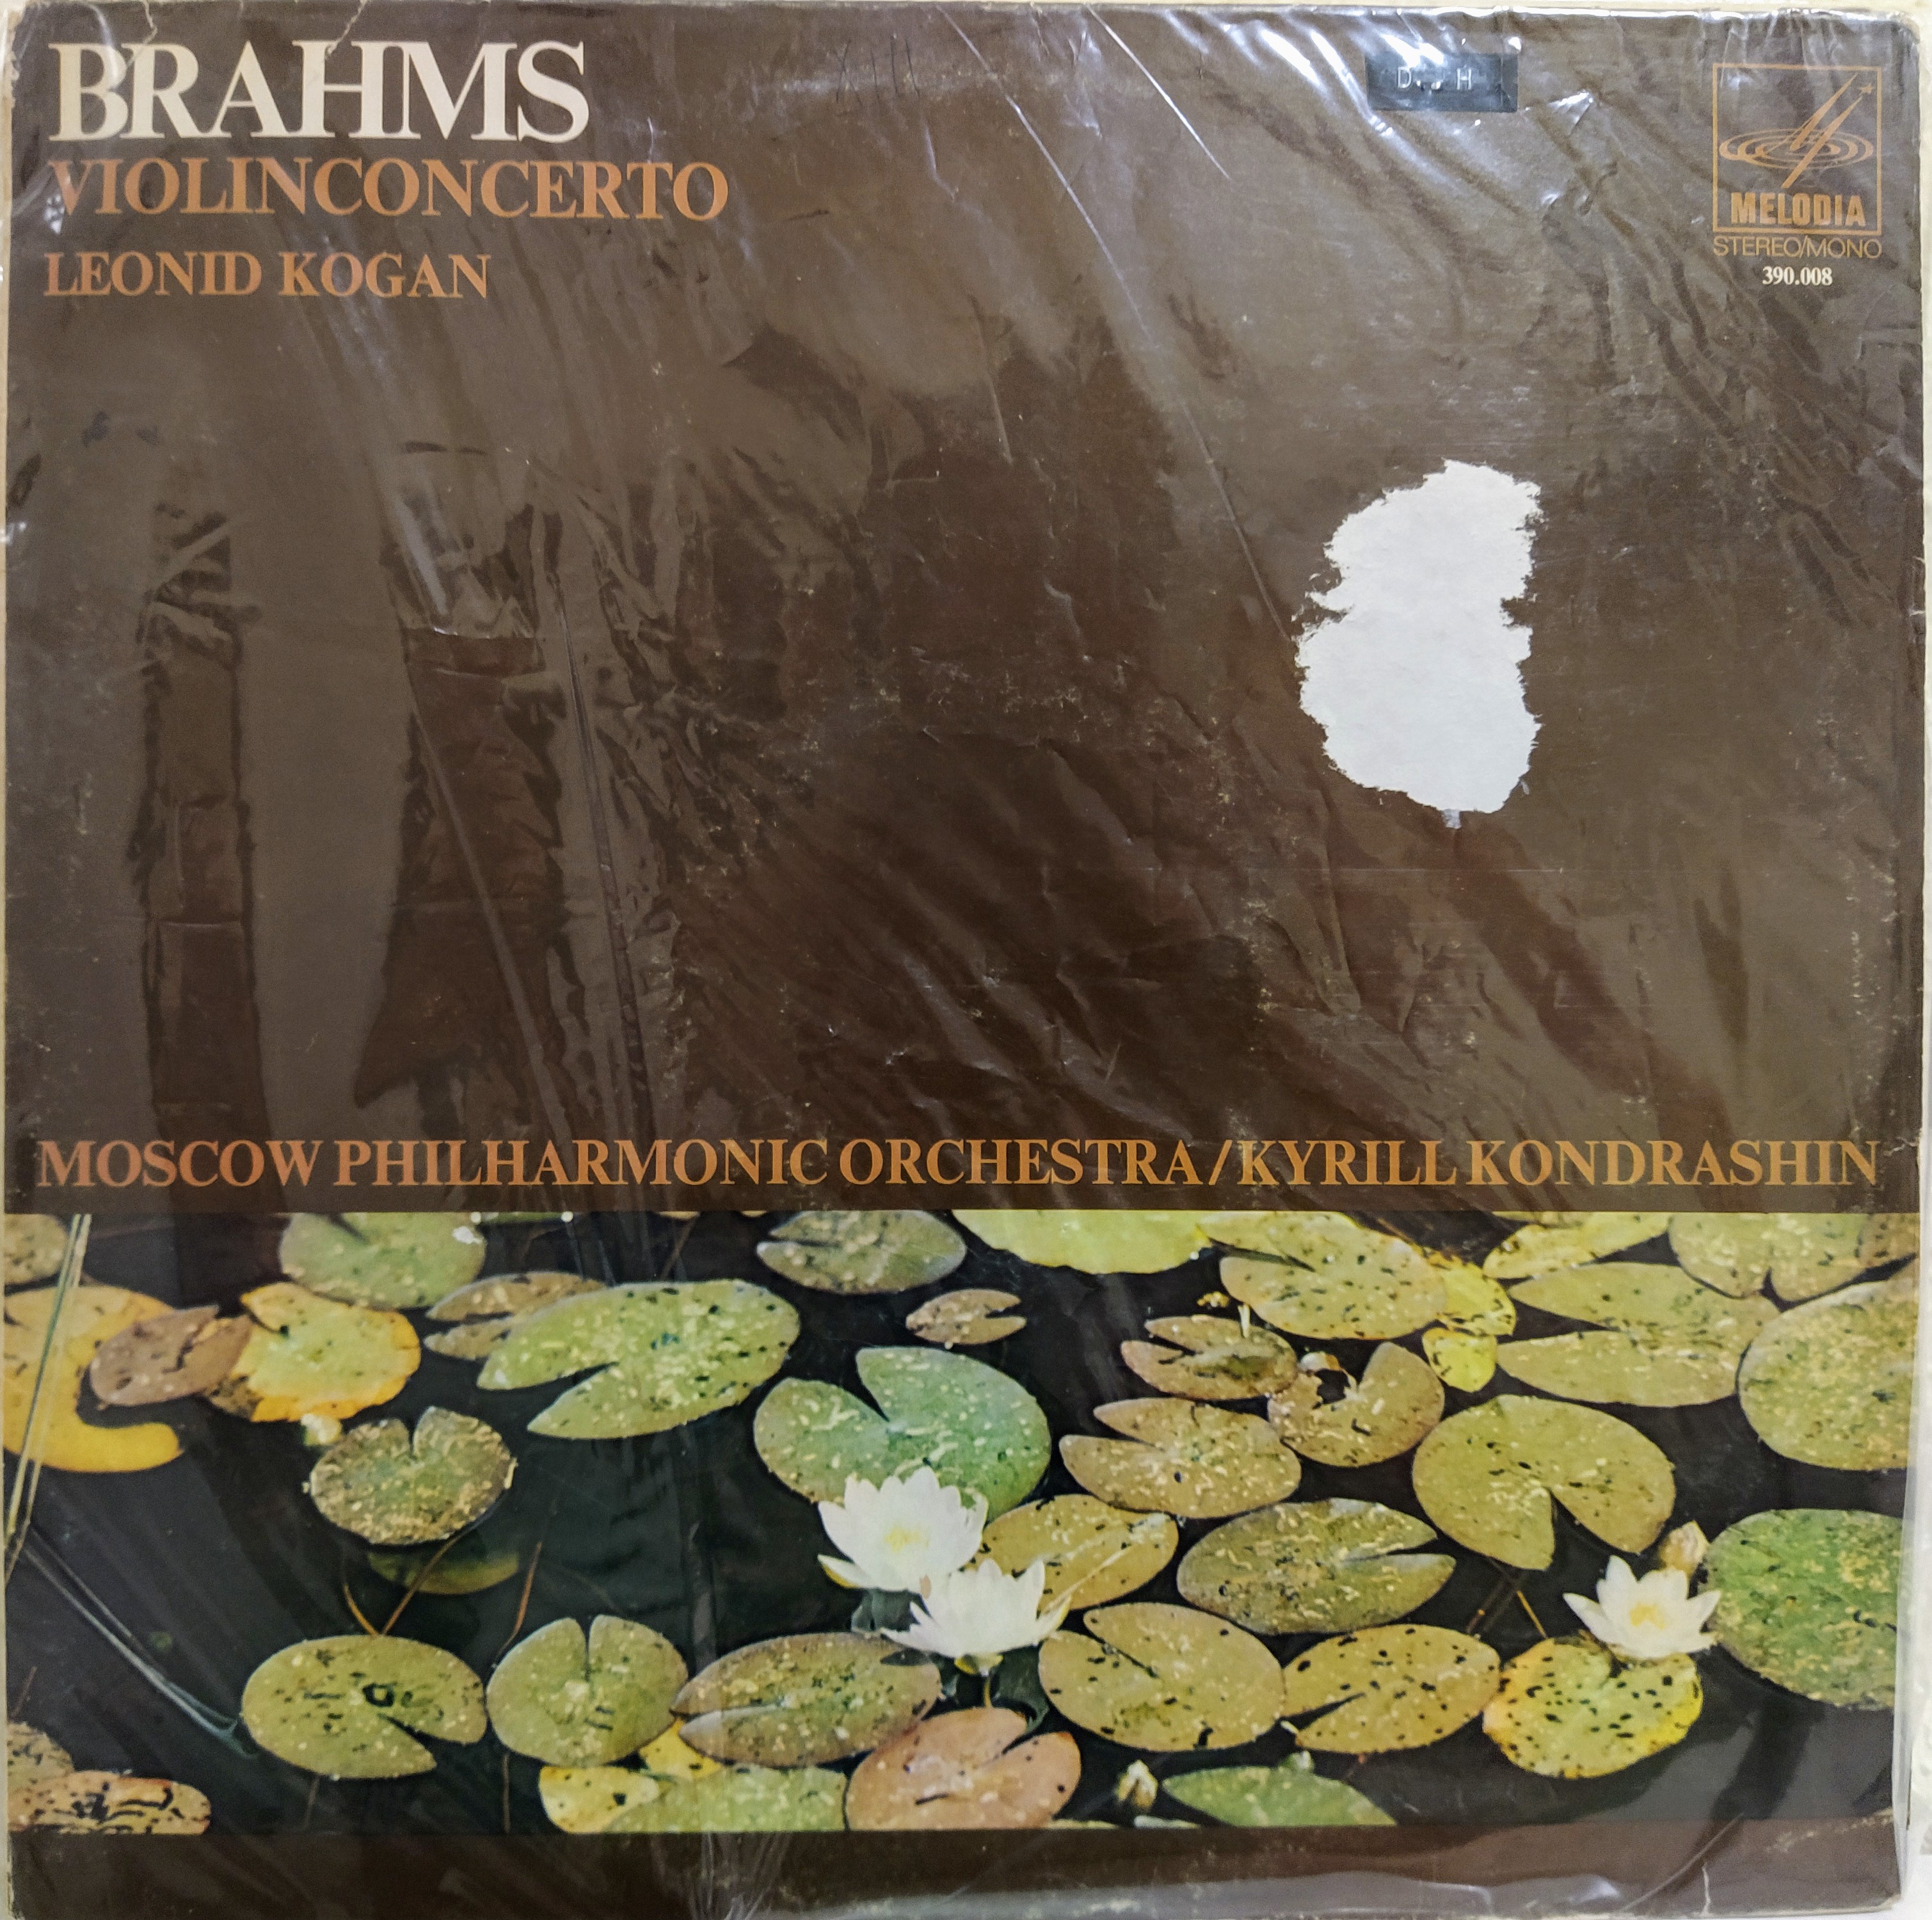 BRAHMS
VIOLINCONCERTO
LEONID KOGAN
MELODIA
STEREO/MONO
390.008
MOSCOW PHILHARMONIC ORCHESTRA/KYRILL KONDRASHIN